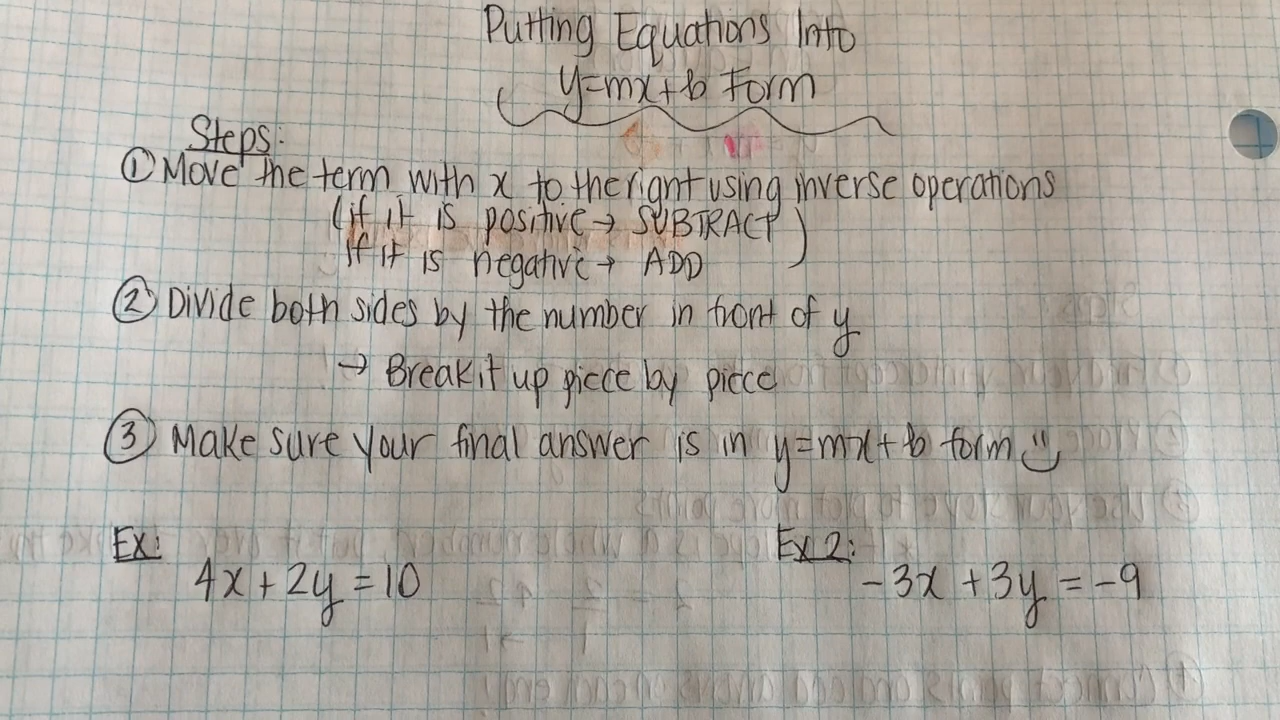 Putting Equations Into
y=mx+b Form
Steps:
① Move the term with x to the right using inverse operations
(if it is positive → SUBTRACT
if it is negative → ADD)
② Divide both sides by the number in front of y
→ Break it up piece by piece
③ Make sure your final answer is in y=mx+b form :)
Ex:
4x+2y=10
Ex 2:
-3x +3y = -9